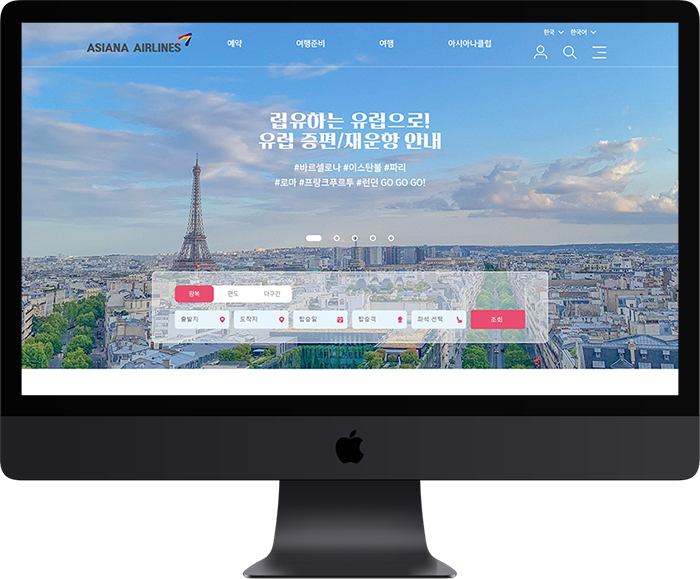 ASIANA AIRLINES
예약
여행준비
여행
아시아나클럽
한국
한국어
립유하는 유럽으로!
유럽 증편/재운항 안내
#바르셀로나 #이스탄불 #파리
#로마 #프랑크푸르투 #런던 GO GO GO!
왕복
편도
다구간
출발지
도착지
탑승일
탑승객
좌석 선택
조회